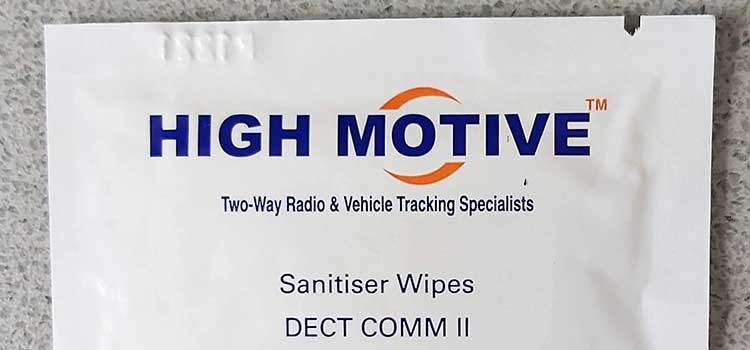 HIGH MOTIVE™
Two-Way Radio & Vehicle Tracking Specialists
Sanitiser Wipes
DECT COMM II